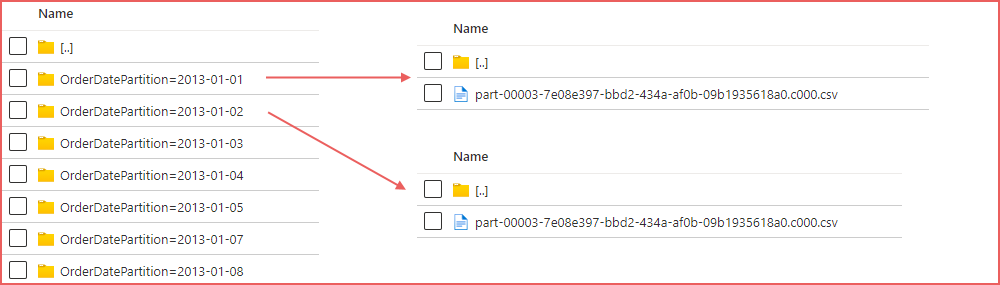 Name
[..]
OrderDatePartition=2013-01-01
OrderDatePartition=2013-01-02
OrderDatePartition=2013-01-03
OrderDatePartition=2013-01-04
OrderDatePartition=2013-01-05
OrderDatePartition=2013-01-07
OrderDatePartition=2013-01-08
Name
[..]
part-00003-7e08e397-bbd2-434a-af0b-09b1935618a0.c000.csv
Name
[..]
part-00003-7e08e397-bbd2-434a-af0b-09b1935618a0.c000.csv